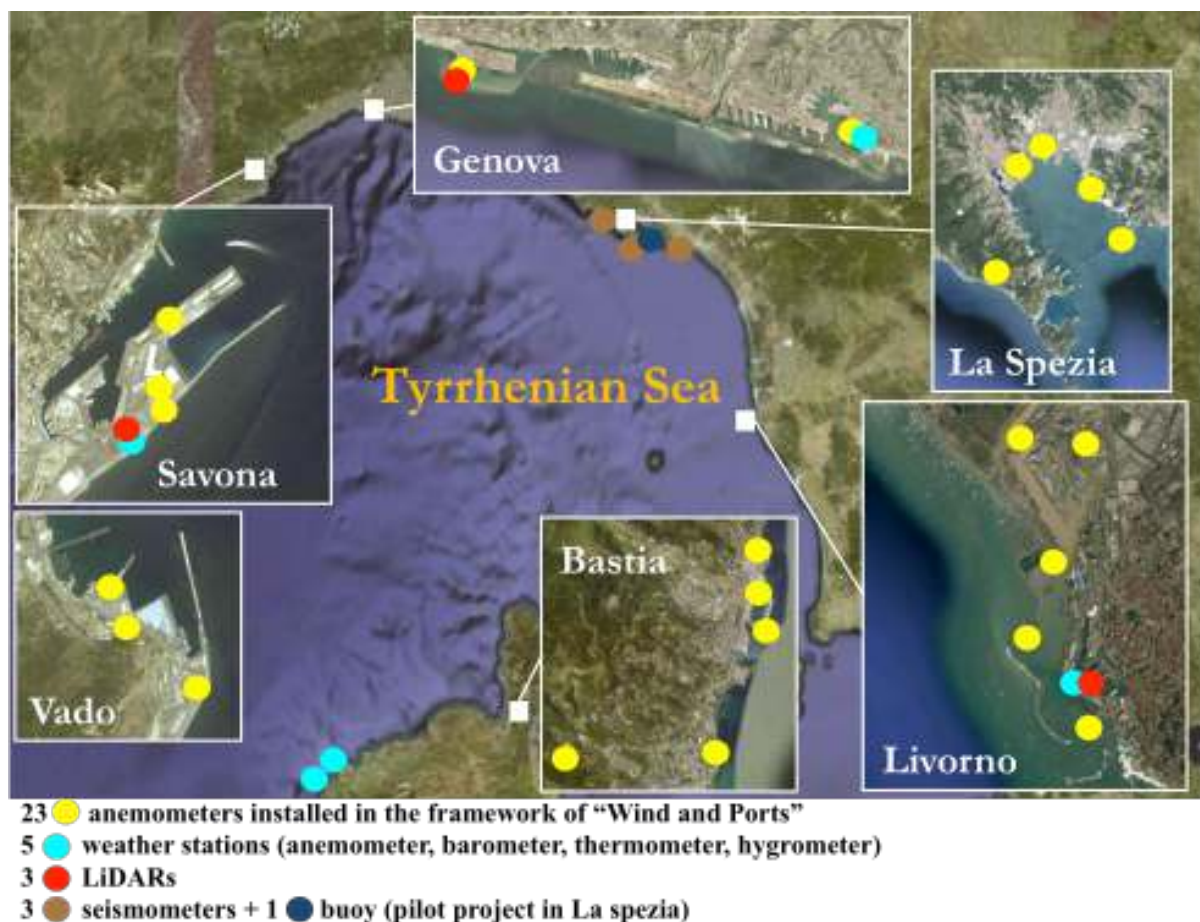 Genova
La Spezia
Tyrrhenian Sea
Savona
Bastia
Vado
Livorno
23 anemometers installed in the framework of “Wind and Ports”
5 weather stations (anemometer, barometer, thermometer, hygrometer)
3 LiDARs
3 seismometers + 1 buoy (pilot project in La spezia)